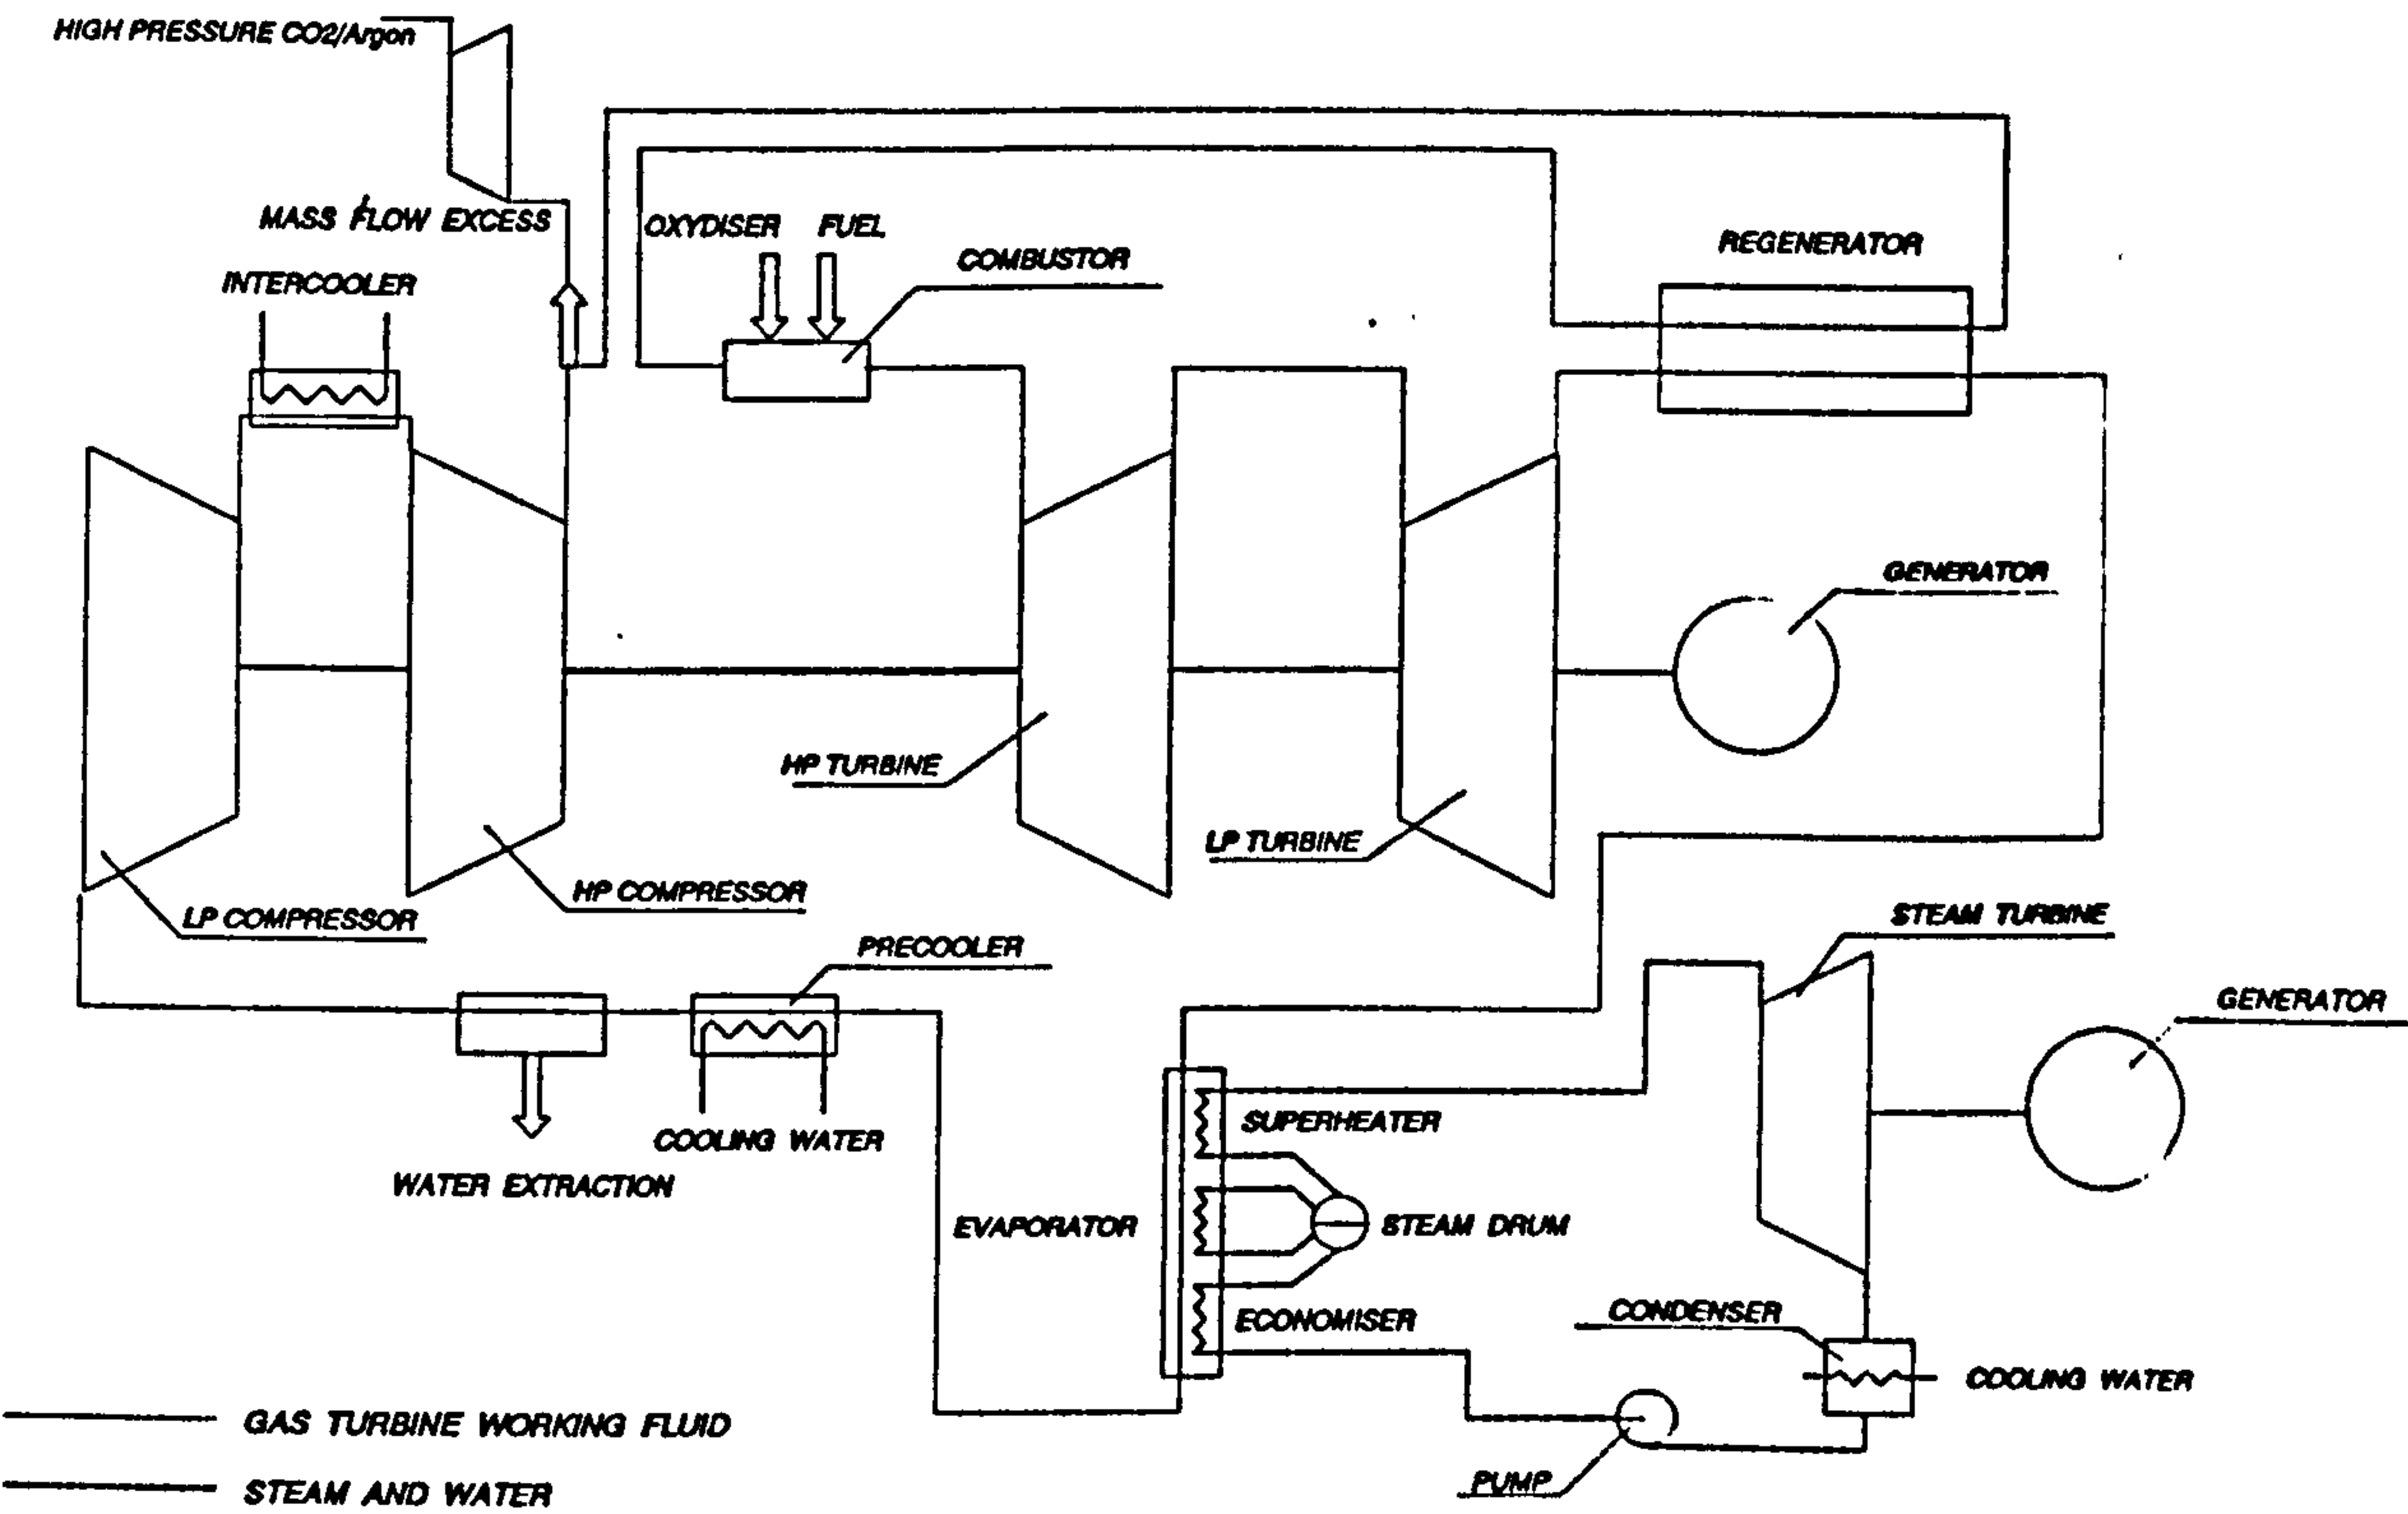 HIGH PRESSURE CO2/Argon
MASS FLOW EXCESS
OXYDISER
FUEL
COMBUSTOR
REGENERATOR
INTERCOOLER
GENERATOR
HP TURBINE
LP TURBINE
HP COMPRESSOR
LP COMPRESSOR
PRECOOLER
STEAM TURBINE
GENERATOR
COOLING WATER
WATER EXTRACTION
SUPERHEATER
EVAPORATOR
STEAM DRUM
ECONOMISER
CONDENSER
COOLING WATER
PUMP
GAS TURBINE WORKING FLUID
STEAM AND WATER